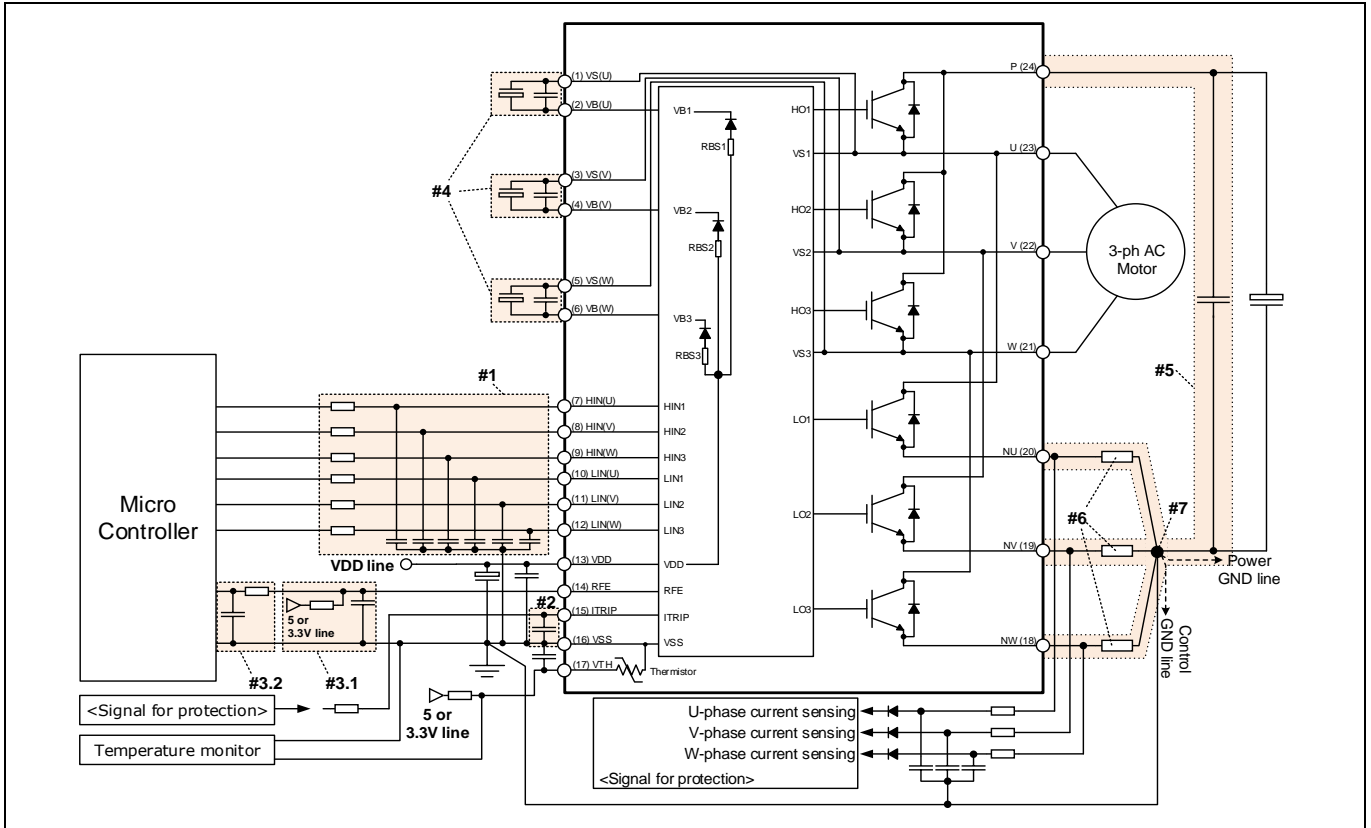 (1) VS(U)
(2) VB(U)
(3) VS(V)
(4) VB(V)
(5) VS(W)
(6) VB(W)
#4
VB1
RBS1
VB2
RBS2
VB3
RBS3
HO1
VS1
HO2
VS2
HO3
VS3
LO1
LO2
LO3
P (24)
U (23)
V (22)
W (21)
NU (20)
NV (19)
NW (18)
3-ph AC
Motor
#5
#6
#7
Power
GND line
Control
GND line
#1
Micro
Controller
(7) HIN(U)
(8) HIN(V)
(9) HIN(W)
(10) LIN(U)
(11) LIN(V)
(12) LIN(W)
(13) VDD
(14) RFE
(15) ITRIP
(16) VSS
(17) VTH
HIN1
HIN2
HIN3
LIN1
LIN2
LIN3
VDD
RFE
ITRIP
VSS
Thermistor
VDD line
#2
5 or
3.3V line
#3.2
#3.1
<Signal for protection>
Temperature monitor
5 or
3.3V line
U-phase current sensing
V-phase current sensing
W-phase current sensing
<Signal for protection>